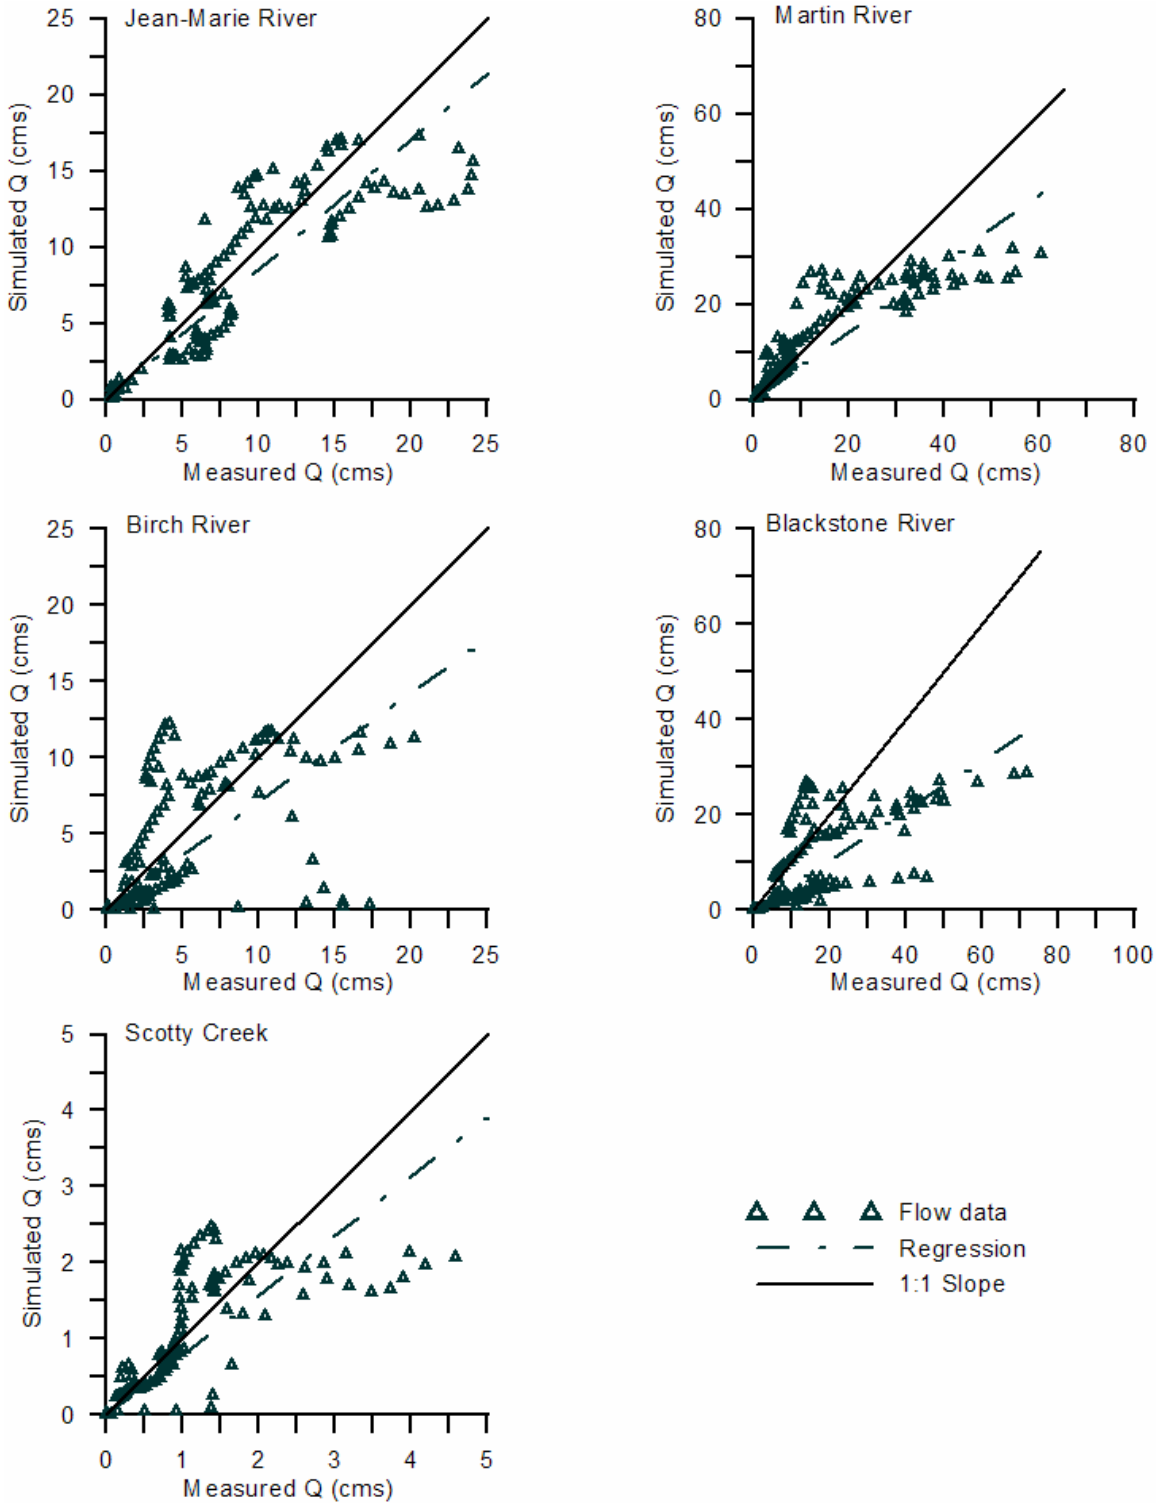 Jean-Marie River
25
20
15
10
5
0
Simulated Q (cms)
0 5 10 15 20 25
Measured Q (cms)
Martin River
80
60
40
20
0
Simulated Q (cms)
0 20 40 60 80
Measured Q (cms)
Birch River
25
20
15
10
5
0
Simulated Q (cms)
0 5 10 15 20 25
Measured Q (cms)
Blackstone River
80
60
40
20
0
Simulated Q (cms)
0 20 40 60 80 100
Measured Q (cms)
Scotty Creek
5
4
3
2
1
0
Simulated Q (cms)
0 1 2 3 4 5
Measured Q (cms)
Flow data
Regression
1:1 Slope